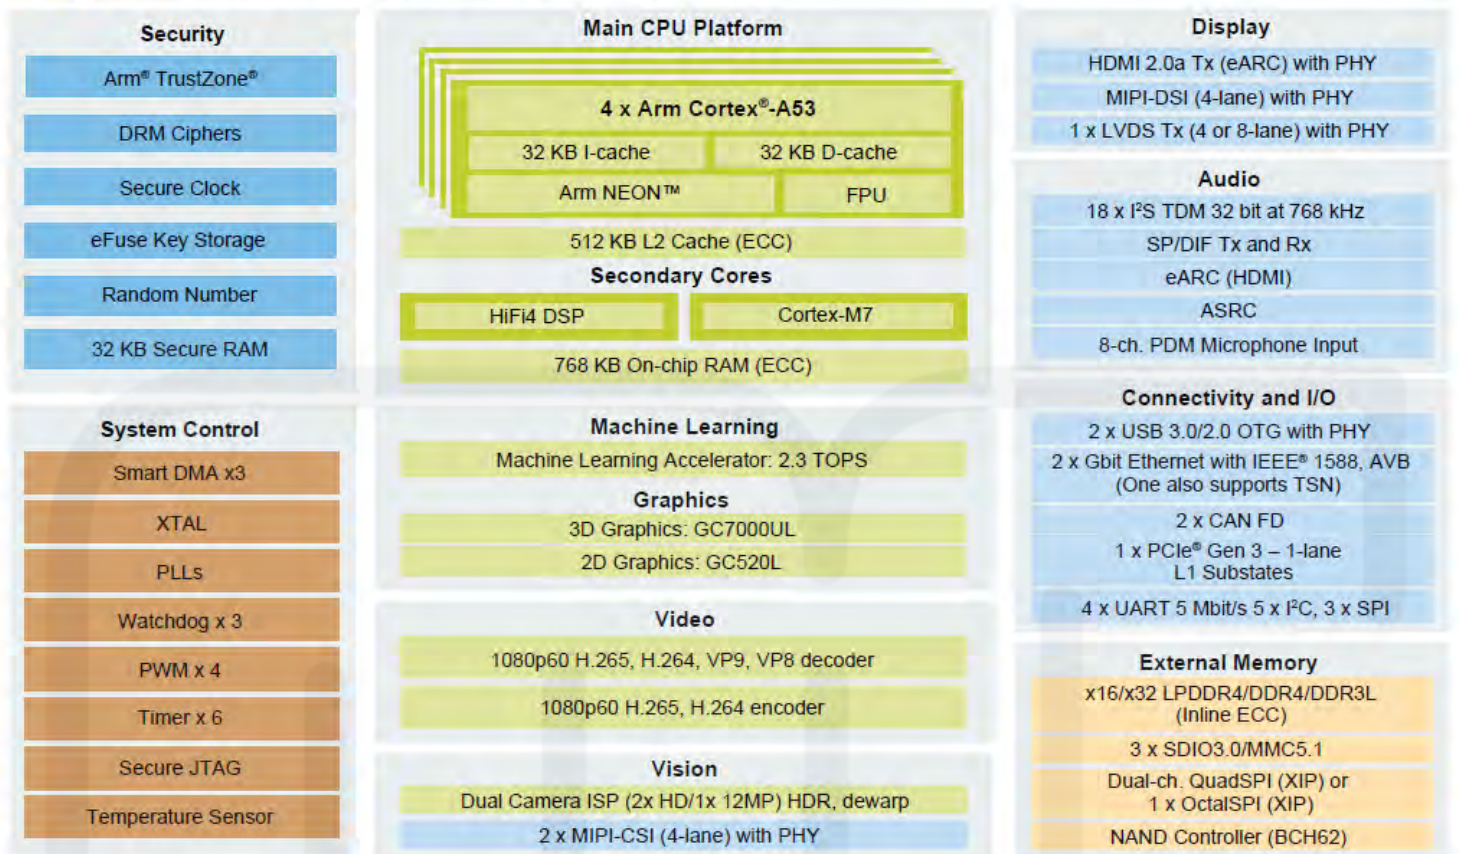 Security
Arm® TrustZone®
DRM Ciphers
Secure Clock
eFuse Key Storage
Random Number
32 KB Secure RAM
System Control
Smart DMA x3
XTAL
PLLs
Watchdog x 3
PWM x 4
Timer x 6
Secure JTAG
Temperature Sensor
Main CPU Platform
4 x Arm Cortex®-A53
32 KB I-cache
32 KB D-cache
Arm NEON™
FPU
512 KB L2 Cache (ECC)
Secondary Cores
HiFi4 DSP
Cortex-M7
768 KB On-chip RAM (ECC)
Machine Learning
Machine Learning Accelerator: 2.3 TOPS
Graphics
3D Graphics: GC7000UL
2D Graphics: GC520L
Video
1080p60 H.265, H.264, VP9, VP8 decoder
1080p60 H.265, H.264 encoder
Vision
Dual Camera ISP (2x HD/1x 12MP) HDR, dewarp
2 x MIPI-CSI (4-lane) with PHY
Display
HDMI 2.0a Tx (eARC) with PHY
MIPI-DSI (4-lane) with PHY
1 x LVDS Tx (4 or 8-lane) with PHY
Audio
18 x I²S TDM 32 bit at 768 kHz
SP/DIF Tx and Rx
eARC (HDMI)
ASRC
8-ch. PDM Microphone Input
Connectivity and I/O
2 x USB 3.0/2.0 OTG with PHY
2 x Gbit Ethernet with IEEE® 1588, AVB
(One also supports TSN)
2 x CAN FD
1 x PCIe® Gen 3 – 1-lane
L1 Substates
4 x UART 5 Mbit/s 5 x I²C, 3 x SPI
External Memory
x16/x32 LPDDR4/DDR4/DDR3L
(Inline ECC)
3 x SDIO3.0/MMC5.1
Dual-ch. QuadSPI (XIP) or
1 x OctalSPI (XIP)
NAND Controller (BCH62)